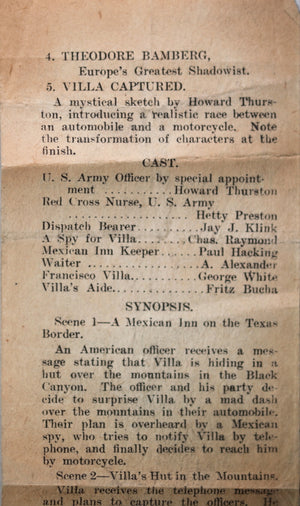 4. THEODORE BAMBERG,
Europe's Greatest Shadowist.
5. VILLA CAPTURED.
A mystical sketch by Howard Thurs-
ton, introducing a realistic race between
an automobile and a motorcycle. Note
the transformation of characters at the
finish.
CAST.
U. S. Army Officer by special appoint-
ment ............Howard Thurston
Red Cross Nurse, U. S. Army
.....................Hetty Preston
Dispatch Bearer...........Jay J. Klink
A Spy for Villa........Chas. Raymond
Mexican Inn Keeper.....Paul Hacking
Waiter ....................A. Alexander
Francisco Villa...........George White
Villa's Aide................Fritz Bucha
SYNOPSIS.
Scene 1—A Mexican Inn on the Texas
Border.
An American officer receives a mes-
sage stating that Villa is hiding in a
hut over the mountains in the Black
Canyon. The officer and his party de-
cide to surprise Villa by a mad dash
over the mountains in their automobile.
Their plan is overheard by a Mexican
spy, who tries to notify Villa by tele-
phone, and finally decides to reach him
by motorcycle.
Scene 2—Villa's Hut in the Mountains.
Villa receives the telephone message
and plans to capture the officers. He